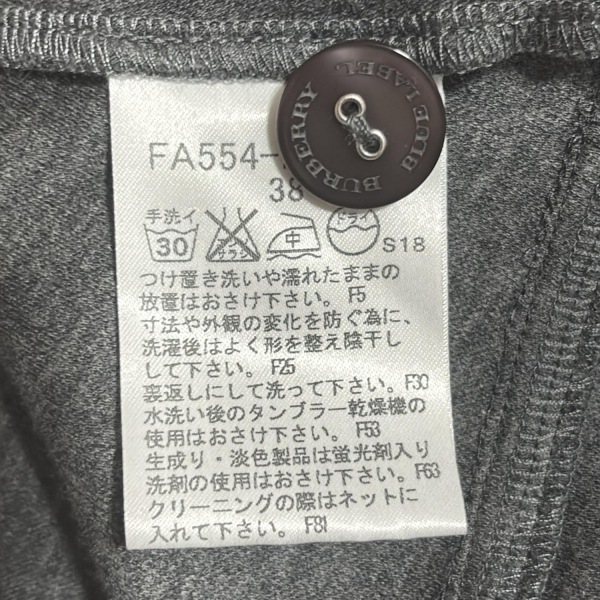 BURBERRY
BLUE LABEL
FA554-
38
手洗イ
30
エンソ
サラシ
中
ドライ
S18
つけ置き洗いや濡れたままの
放置はおさけ下さい。F5
寸法や外観の変化を防ぐ為に、
洗濯後はよく形を整え陰干し
して下さい。F25
裏返しにして洗って下さい。F30
水洗い後のタンブラー乾燥機の
使用はおさけ下さい。F53
生成り・淡色製品は蛍光剤入り
洗剤の使用はおさけ下さい。F63
クリーニングの際はネットに
入れて下さい。F81